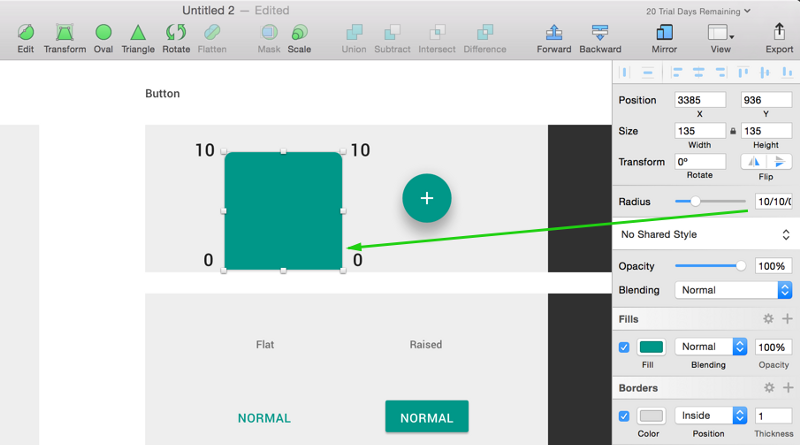 Untitled 2 — Edited
20 Trial Days Remaining
Edit Transform Oval Triangle Rotate Flatten Mask Scale Union Subtract Intersect Difference Forward Backward Mirror View Export
Button
Position 3385 936
X Y
Size 135 135
Width Height
Transform 0º
Rotate Flip
Radius 10/10/0
No Shared Style
Opacity 100%
Blending Normal
Fills
Normal 100%
Fill Blending Opacity
Borders
Inside 1
Color Position Thickness
10 10
0 0
+
Flat Raised
NORMAL NORMAL